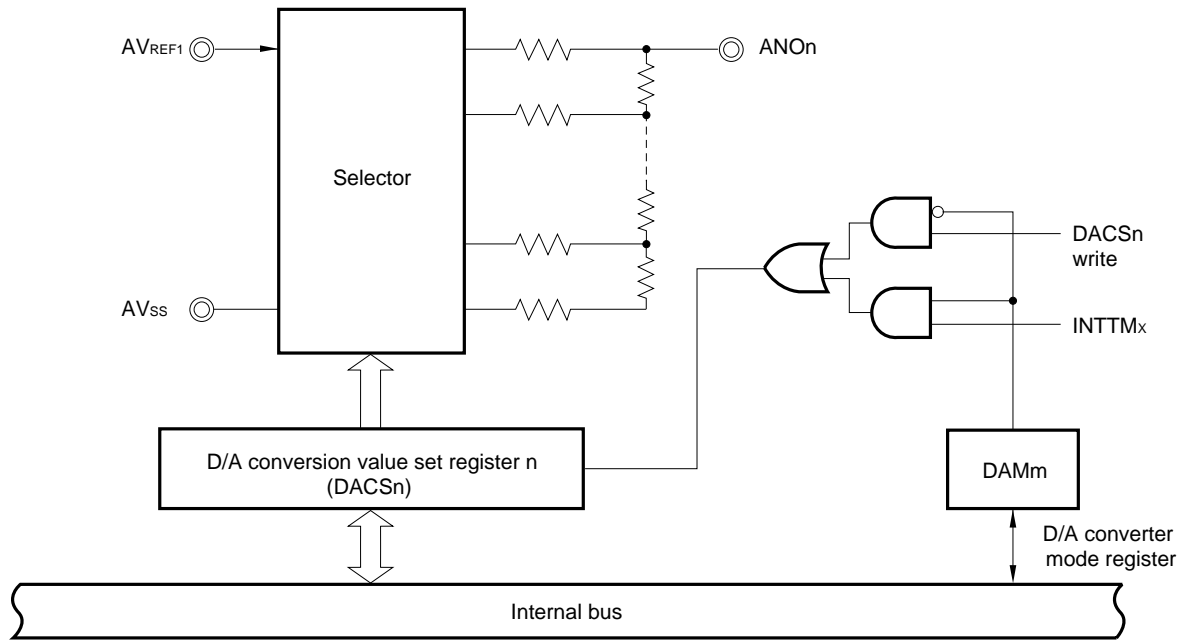 AVREF1
ANOn
Selector
DACSn
write
AVSS
INTTMx
D/A conversion value set register n
(DACSn)
DAMm
D/A converter
mode register
Internal bus